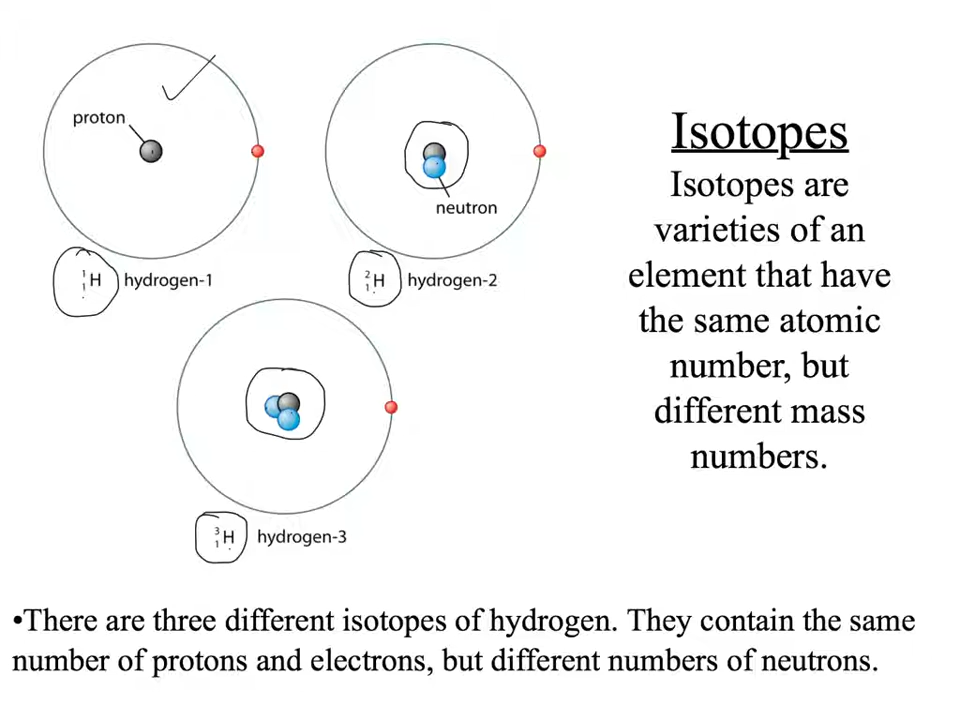 proton
neutron
¹₁H hydrogen-1
²₁H hydrogen-2
³₁H hydrogen-3
Isotopes
Isotopes are
varieties of an
element that have
the same atomic
number, but
different mass
numbers.
•There are three different isotopes of hydrogen. They contain the same
number of protons and electrons, but different numbers of neutrons.